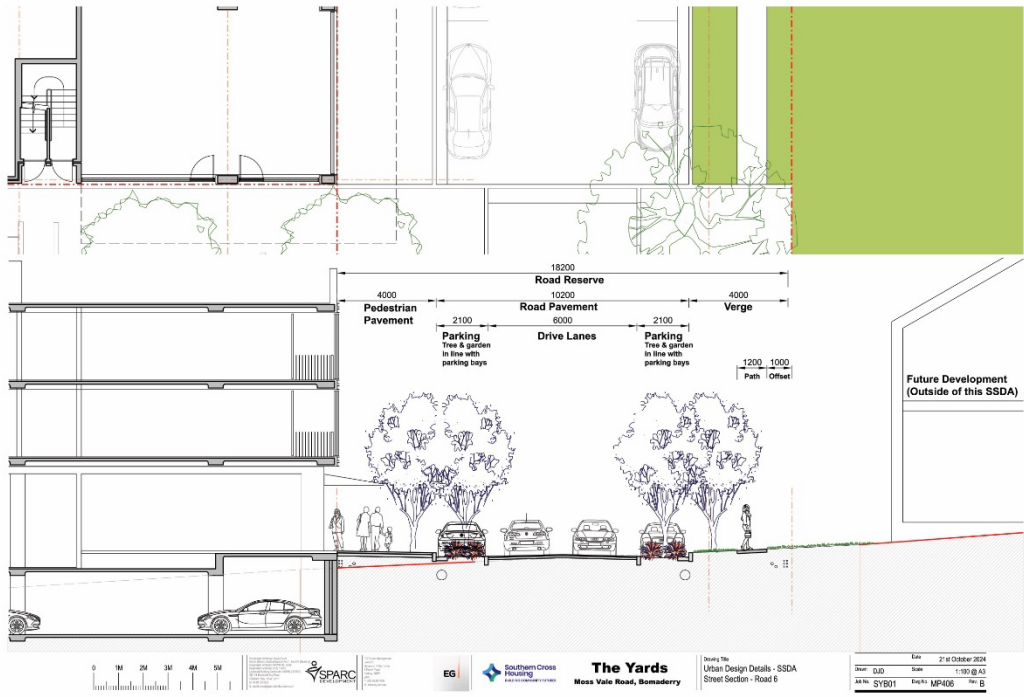 18200
Road Reserve
4000
10200
4000
Pedestrian
Pavement
Road Pavement
Verge
2100
6000
2100
Parking
Tree & garden
in line with
parking bays
Drive Lanes
Parking
Tree & garden
in line with
parking bays
1200
1000
Path
Offset
Future Development
(Outside of this SSDA)
0
1M
2M
3M
4M
5M
SPARC
DEVELOPMENT
EG
Southern Cross
Housing
The Yards
Moss Vale Road, Bomaderry
Drawing Title
Urban Design Details - SSDA
Street Section - Road 6
Date
21st October 2024
Drawn
DJD
Scale
1:100 @ A3
Job No.
SYB01
Dwg No.
MP406
Rev.
B